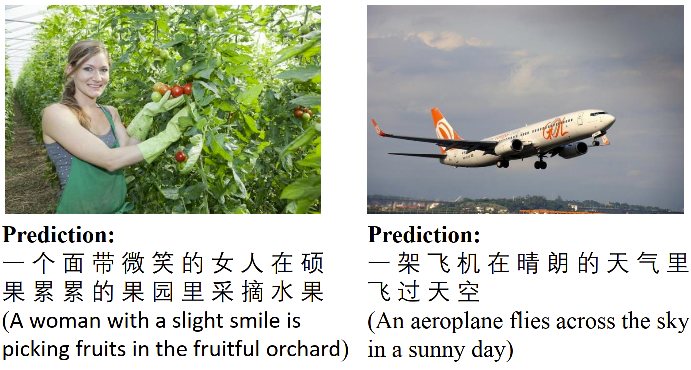 GOL
Prediction:
一个面带微笑的女人在硕
果累累的果园里采摘水果
(A woman with a slight smile is
picking fruits in the fruitful orchard)
Prediction:
一架飞机在晴朗的天气里
飞过天空
(An aeroplane flies across the sky
in a sunny day)